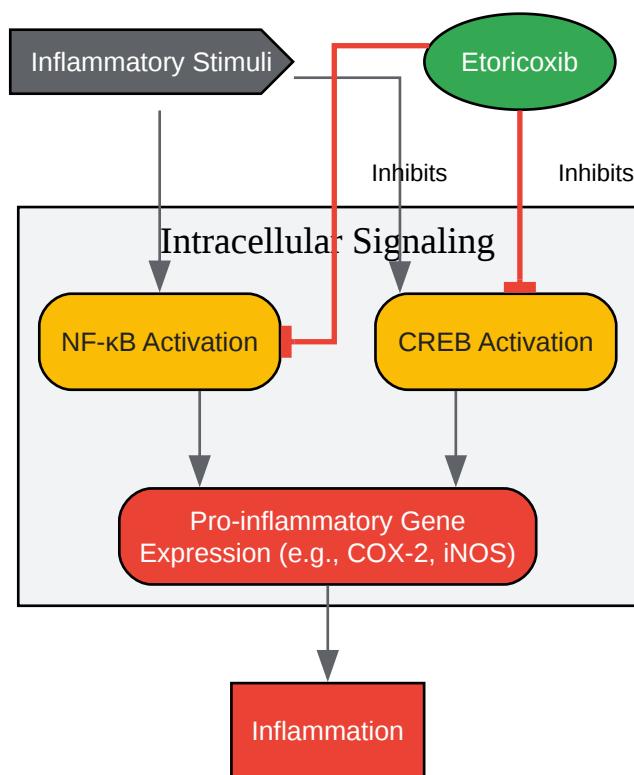 Inflammatory Stimuli
Etoricoxib
Inhibits
Inhibits
Intracellular Signaling
NF-κB Activation
CREB Activation
Pro-inflammatory Gene
Expression (e.g., COX-2, iNOS)
Inflammation